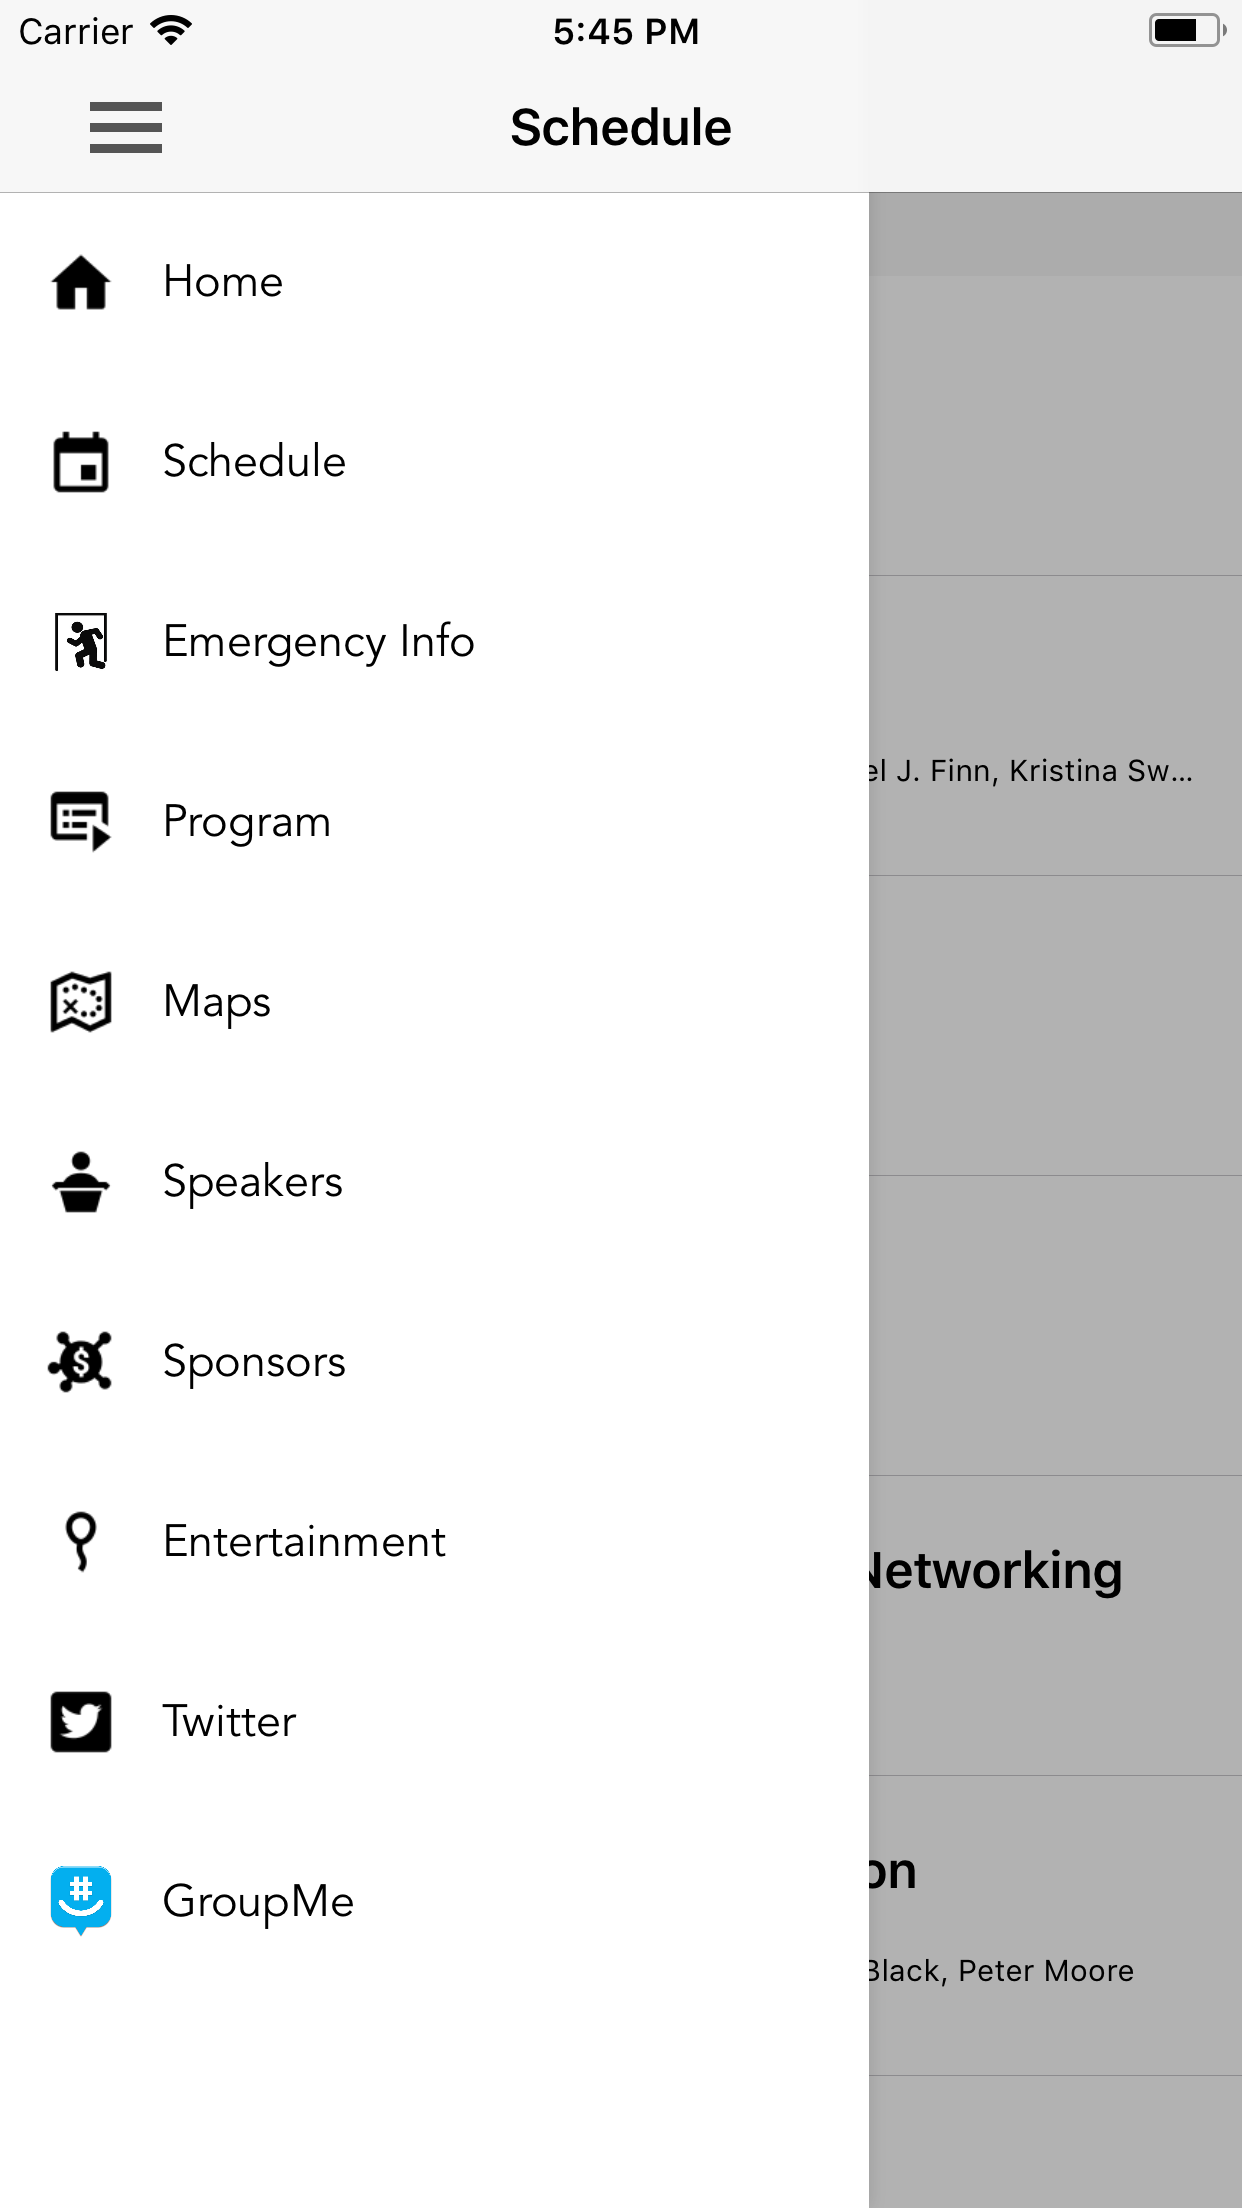 Carrier 5:45 PM
Schedule
Home
Schedule
Emergency Info
Program
el J. Finn, Kristina Sw...
Maps
Speakers
Sponsors
Entertainment
Networking
Twitter
on
GroupMe
Black, Peter Moore